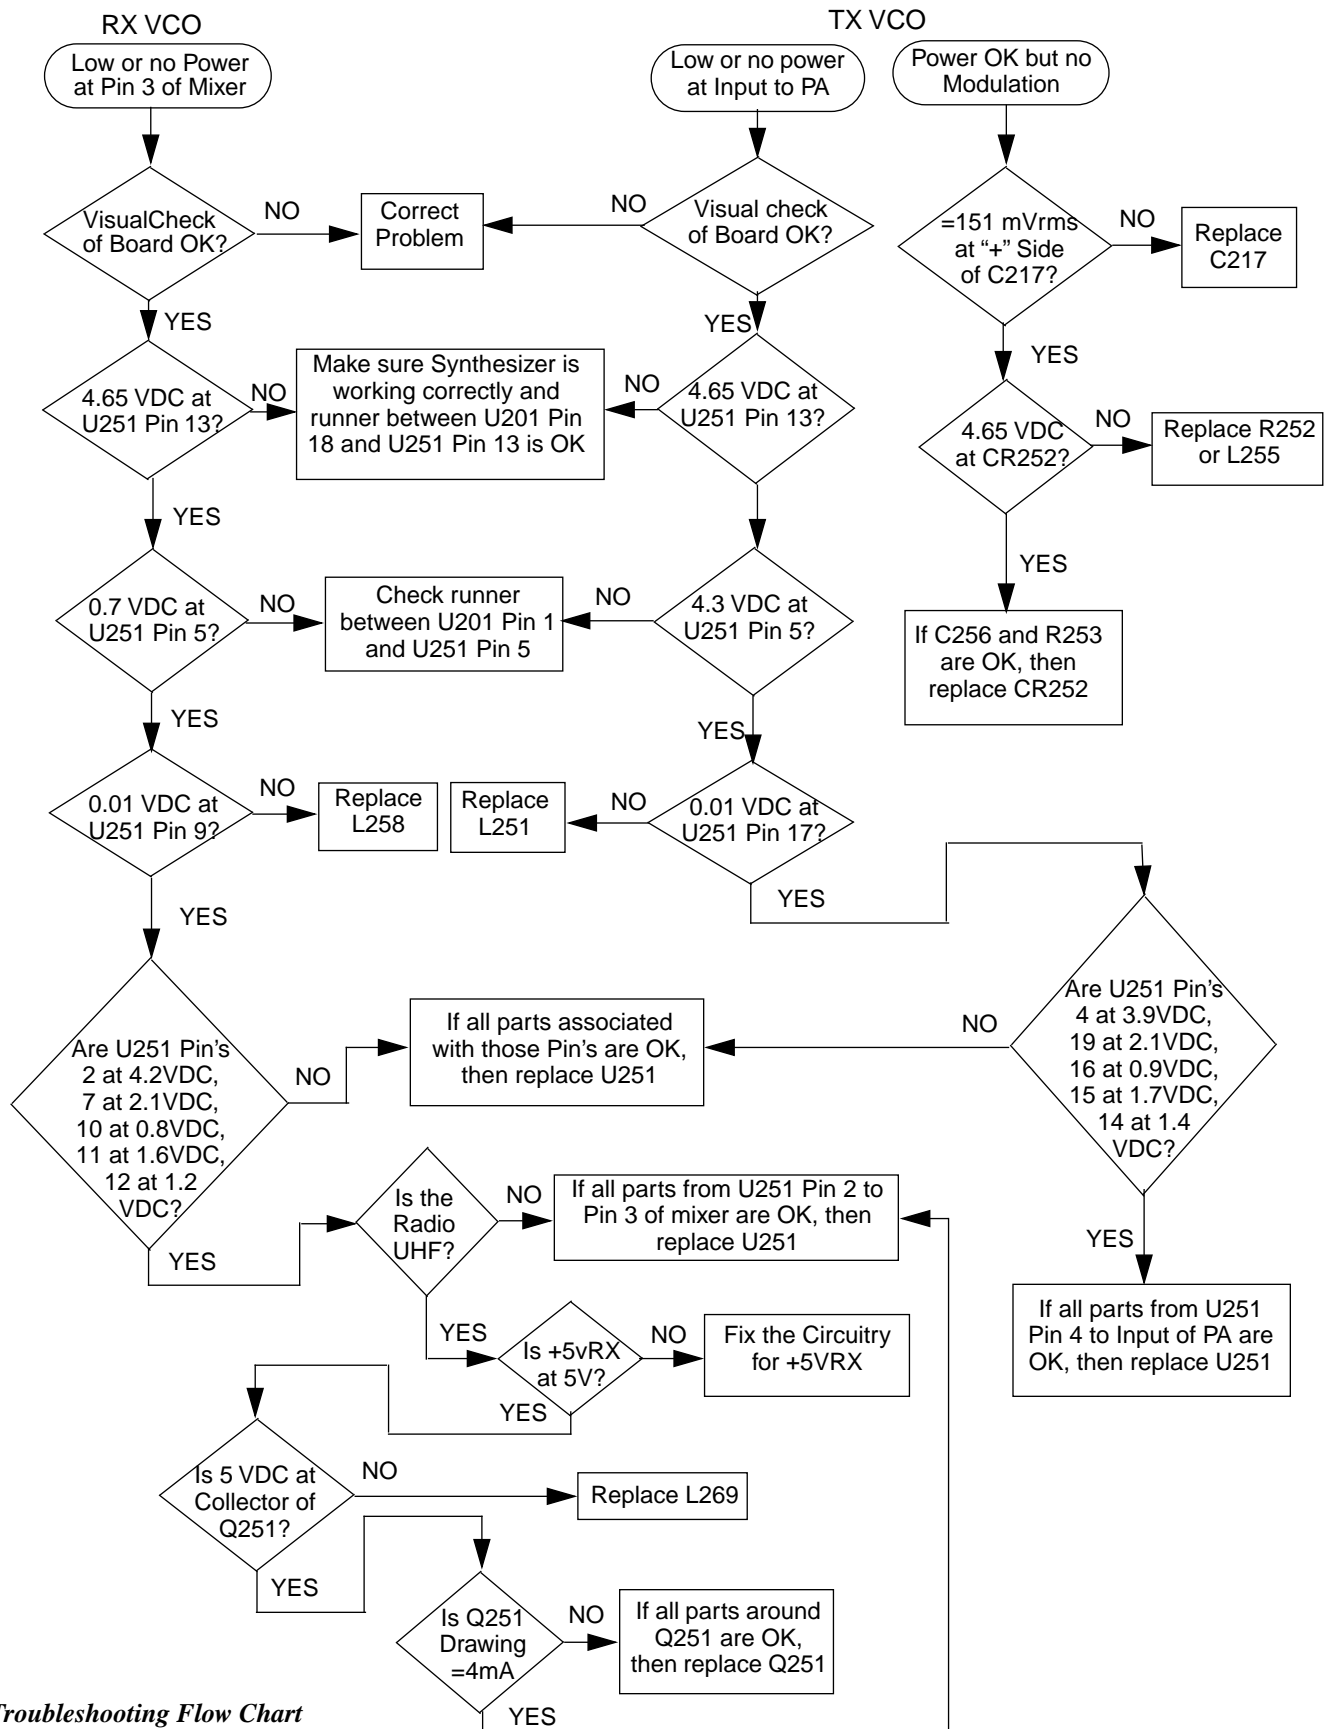 RX VCO
TX VCO
Low or no Power
at Pin 3 of Mixer
Low or no power
at Input to PA
Power OK but no
Modulation
VisualCheck
of Board OK?
NO
Correct
Problem
NO
Visual check
of Board OK?
=151 mVrms
at “+” Side
of C217?
NO
Replace
C217
YES
YES
YES
4.65 VDC at
U251 Pin 13?
NO
Make sure Synthesizer is
working correctly and
runner between U201 Pin
18 and U251 Pin 13 is OK
NO
4.65 VDC at
U251 Pin 13?
4.65 VDC
at CR252?
NO
Replace R252
or L255
YES
YES
0.7 VDC at
U251 Pin 5?
NO
Check runner
between U201 Pin 1
and U251 Pin 5
NO
4.3 VDC at
U251 Pin 5?
If C256 and R253
are OK, then
replace CR252
YES
YES
0.01 VDC at
U251 Pin 9?
NO
Replace
L258
Replace
L251
NO
0.01 VDC at
U251 Pin 17?
YES
YES
Are U251 Pin's
2 at 4.2VDC,
7 at 2.1VDC,
10 at 0.8VDC,
11 at 1.6VDC,
12 at 1.2
VDC?
NO
If all parts associated
with those Pin's are OK,
then replace U251
NO
Are U251 Pin's
4 at 3.9VDC,
19 at 2.1VDC,
16 at 0.9VDC,
15 at 1.7VDC,
14 at 1.4
VDC?
YES
Is the
Radio
UHF?
NO
If all parts from U251 Pin 2 to
Pin 3 of mixer are OK, then
replace U251
YES
If all parts from U251
Pin 4 to Input of PA are
OK, then replace U251
YES
Is +5vRX
at 5V?
NO
Fix the Circuitry
for +5VRX
YES
Is 5 VDC at
Collector of
Q251?
NO
Replace L269
YES
Is Q251
Drawing
=4mA
NO
If all parts around
Q251 are OK,
then replace Q251
YES
Troubleshooting Flow Chart